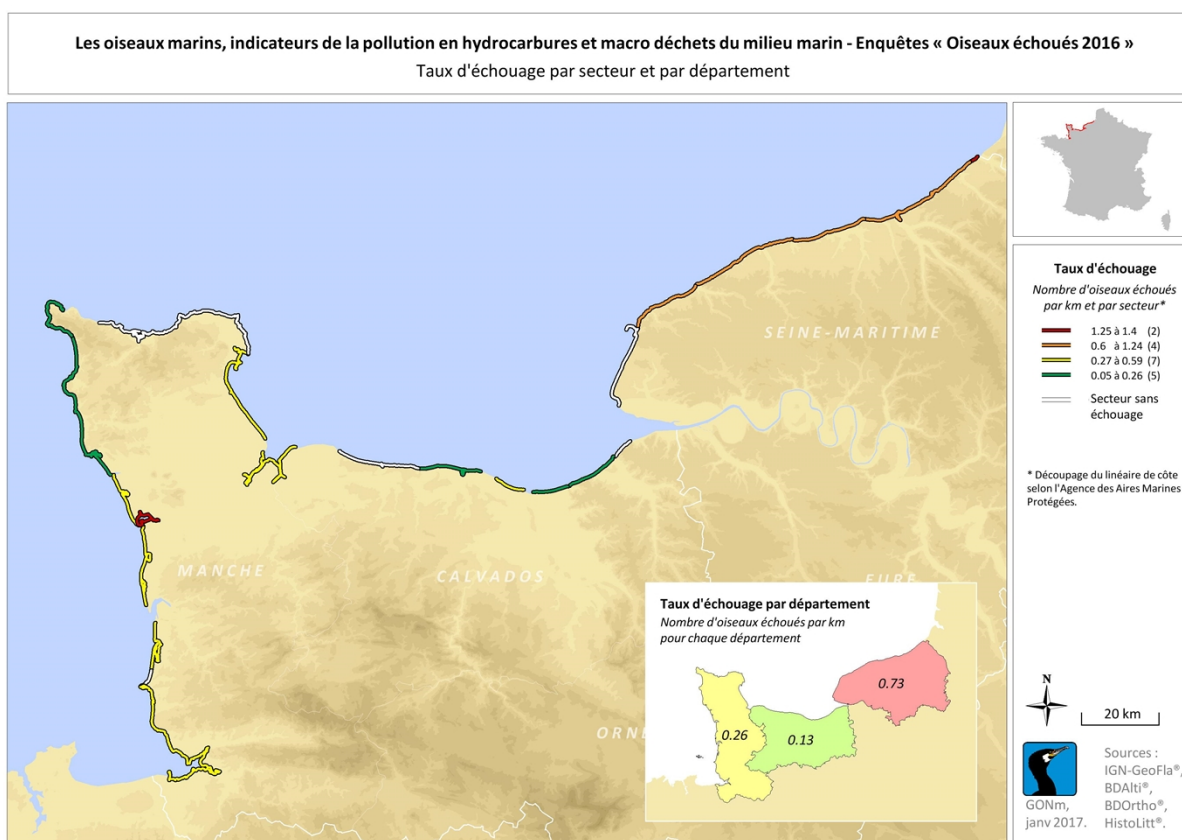 Les oiseaux marins, indicateurs de la pollution en hydrocarbures et macro déchets du milieu marin - Enquêtes « Oiseaux échoués 2016 »
Taux d'échouage par secteur et par département
SEINE-MARITIME
MANCHE
CALVADOS
EURE
ORNE
Taux d'échouage par département
Nombre d'oiseaux échoués par km
pour chaque département
0.73
0.26
0.13
Taux d'échouage
Nombre d'oiseaux échoués
par km et par secteur*
1.25 à 1.4 (2)
0.6 à 1.24 (4)
0.27 à 0.59 (7)
0.05 à 0.26 (5)
Secteur sans
échouage
* Découpage du linéaire de côte
selon l'Agence des Aires Marines
Protégées.
N
20 km
GONm,
janv 2017.
Sources :
IGN-GeoFla®,
BDAlti®,
BDOrtho®,
HistoLitt®.